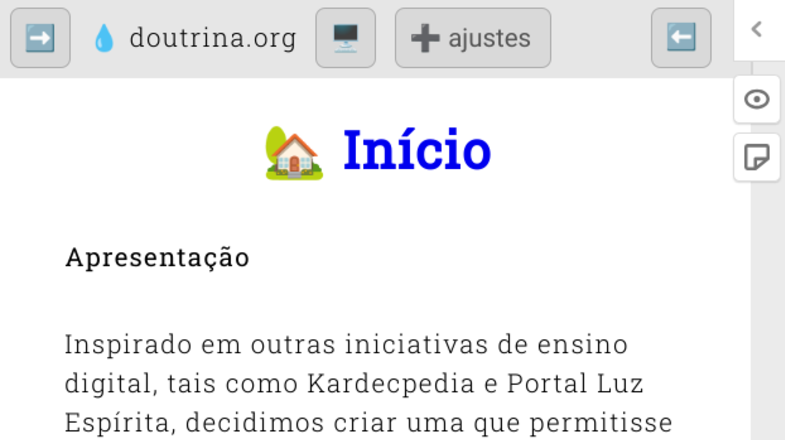 doutrina.org
ajustes
Início
Apresentação
Inspirado em outras iniciativas de ensino
digital, tais como Kardecpedia e Portal Luz
Espírita, decidimos criar uma que permitisse